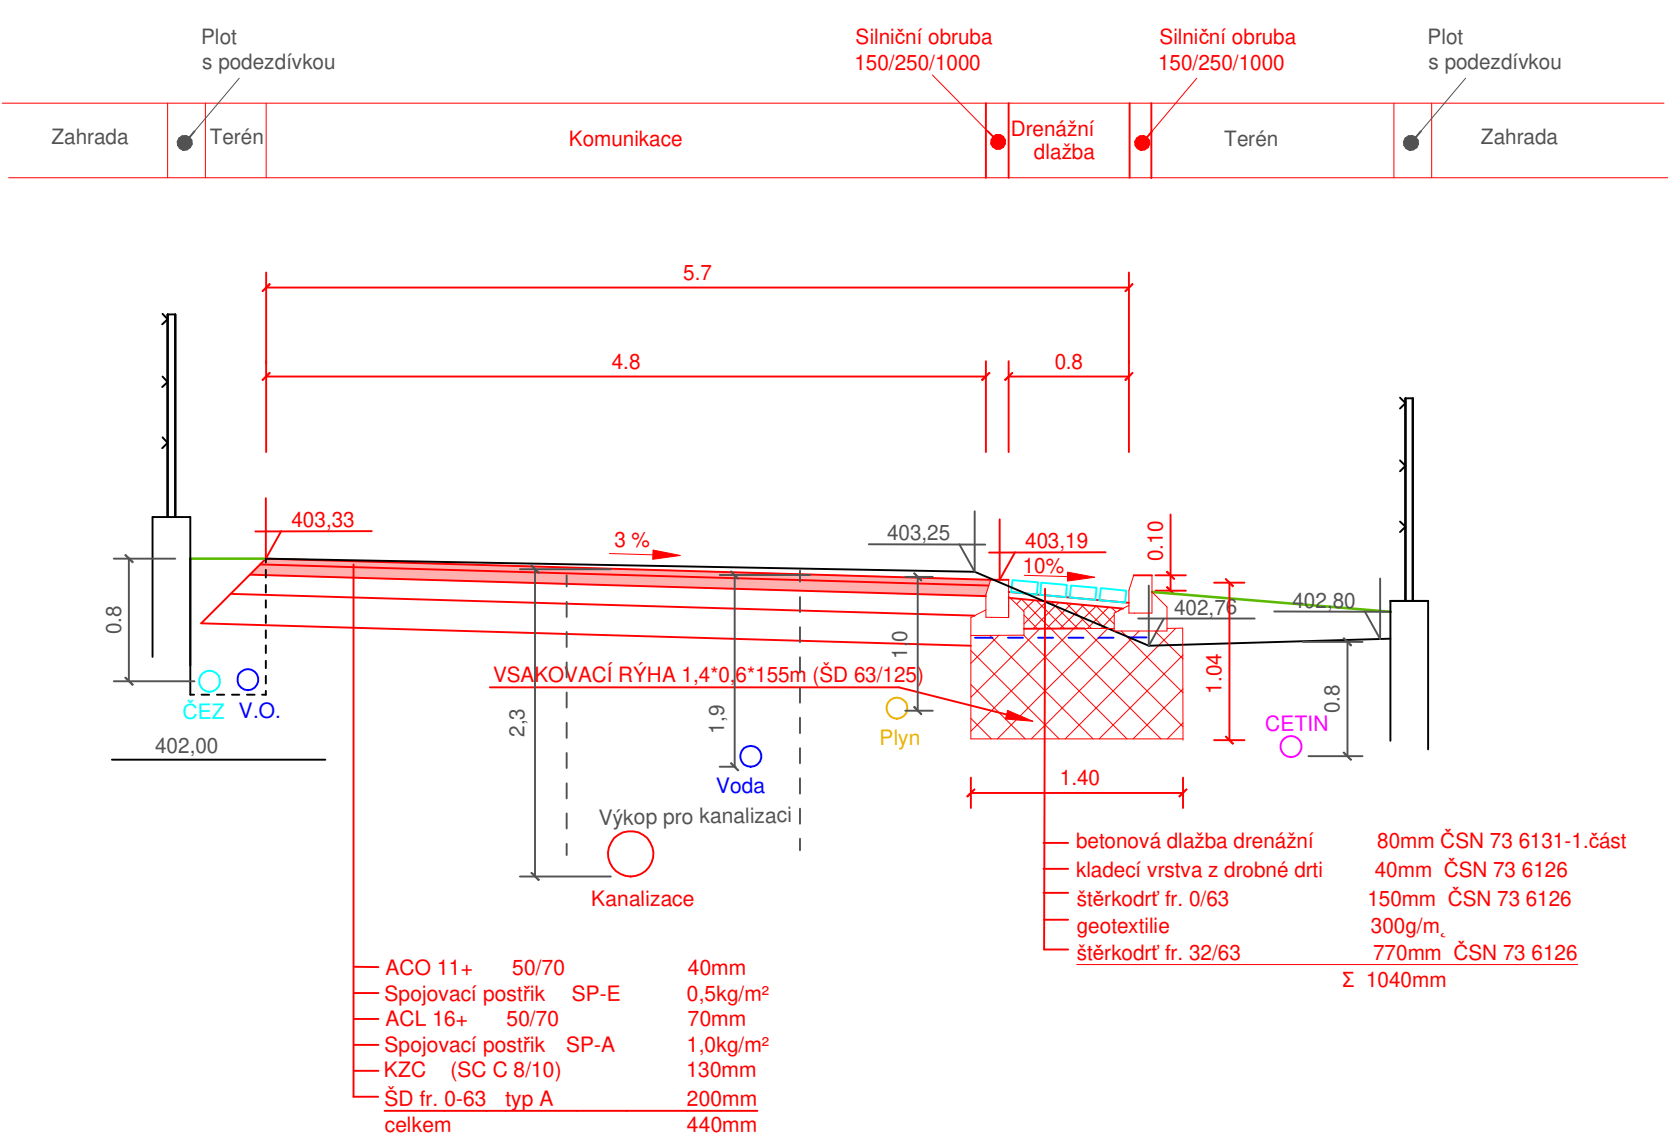 Plot
s podezdívkou
Silniční obruba
150/250/1000
Silniční obruba
150/250/1000
Plot
s podezdívkou
Zahrada
Terén
Komunikace
Drenážní
dlažba
Terén
Zahrada
5.7
4.8
0.8
403,33
3 %
403,25
403,19
10%
0.10
402,76
402,80
0.8
10
1.04
0.8
VSAKOVACÍ RÝHA 1,4*0,6*155m (ŠD 63/125)
ČEZ
V.O.
2,3
1,9
Plyn
CETIN
402,00
Voda
1.40
Výkop pro kanalizaci
Kanalizace
betonová dlažba drenážní 80mm ČSN 73 6131-1.část
kladecí vrstva z drobné drti 40mm ČSN 73 6126
štěrkodrť fr. 0/63 150mm ČSN 73 6126
geotextilie 300g/m
štěrkodrť fr. 32/63 770mm ČSN 73 6126
Σ 1040mm
ACO 11+ 50/70 40mm
Spojovací postřik SP-E 0,5kg/m²
ACL 16+ 50/70 70mm
Spojovací postřik SP-A 1,0kg/m²
KZC (SC C 8/10) 130mm
ŠD fr. 0-63 typ A 200mm
celkem 440mm